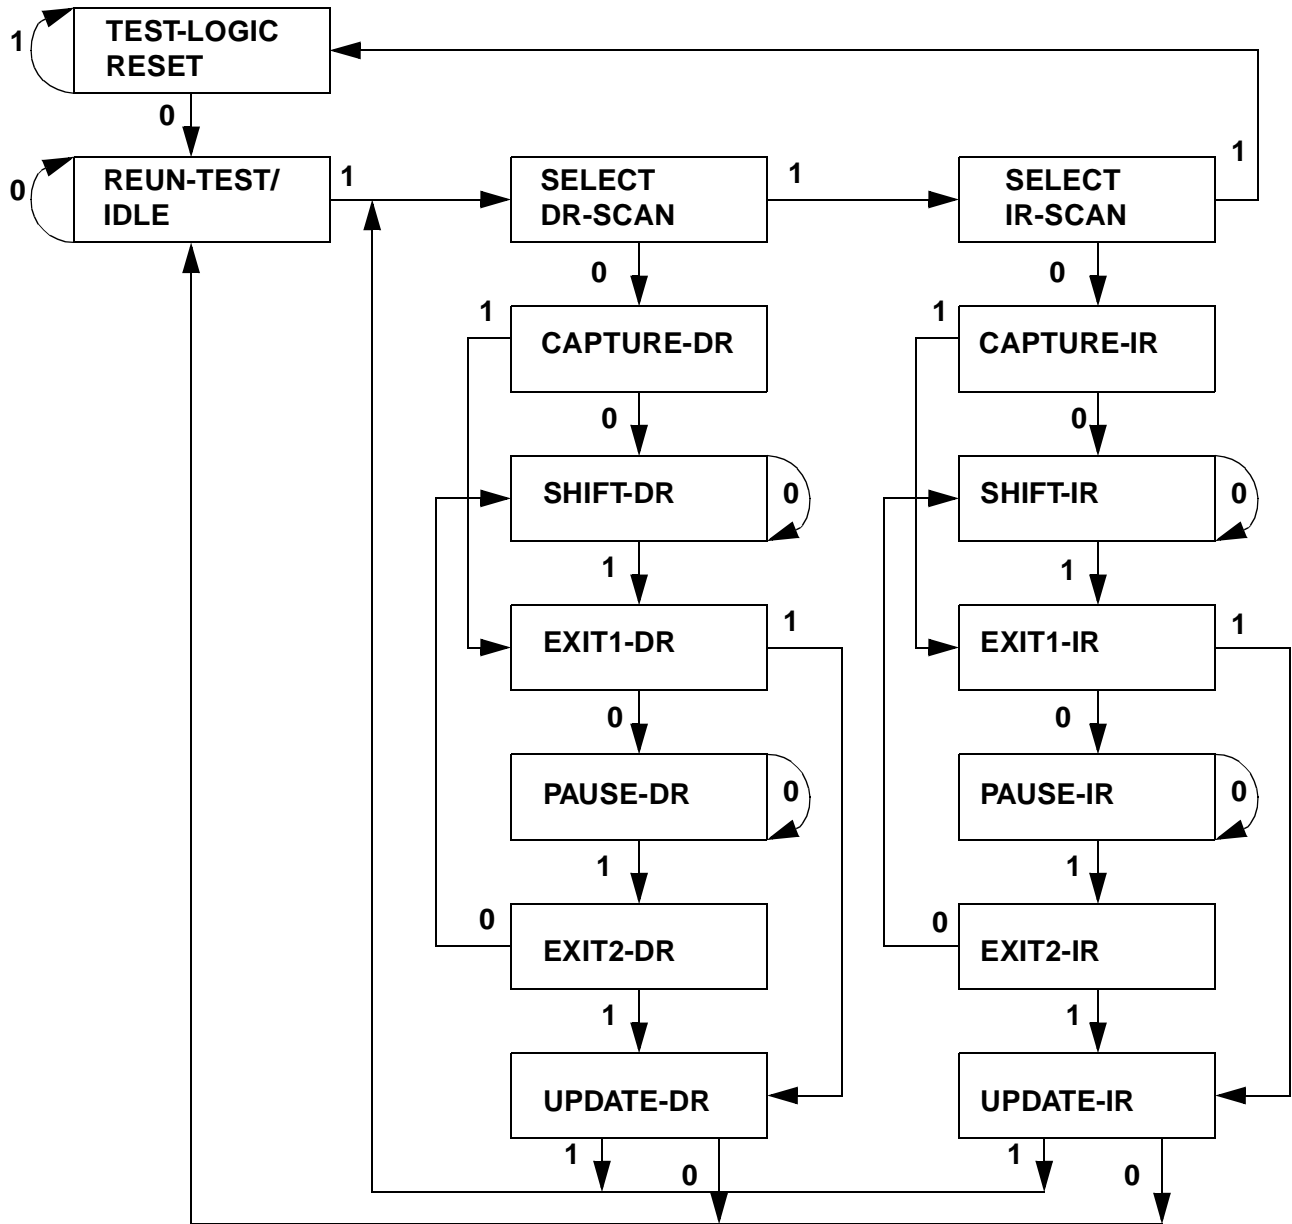 1
TEST-LOGIC
RESET
0
0
REUN-TEST/
IDLE
1
SELECT
DR-SCAN
1
SELECT
IR-SCAN
1
0
0
1
CAPTURE-DR
1
CAPTURE-IR
0
0
SHIFT-DR
0
SHIFT-IR
0
1
1
EXIT1-DR
1
EXIT1-IR
1
0
0
PAUSE-DR
0
PAUSE-IR
0
1
1
0
EXIT2-DR
0
EXIT2-IR
1
1
UPDATE-DR
UPDATE-IR
1
0
1
0